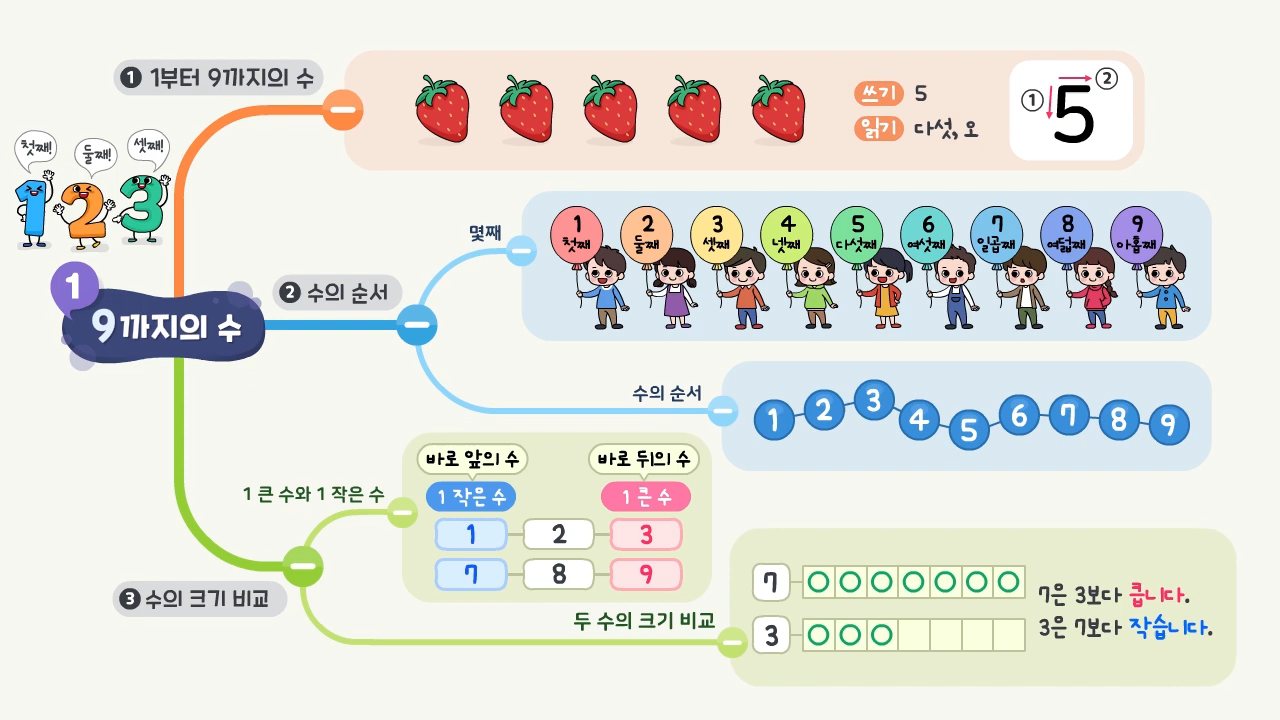 ❶ 1부터 9까지의 수
쓰기 5
읽기 다섯, 오
① ② 5
첫째! 둘째! 셋째!
1
9까지의 수
❷ 수의 순서
몇째
1 2 3 4 5 6 7 8 9
첫째 둘째 셋째 넷째 다섯째 여섯째 일곱째 여덟째 아홉째
수의 순서
1 2 3 4 5 6 7 8 9
❸ 수의 크기 비교
1 큰 수와 1 작은 수
바로 앞의 수 바로 뒤의 수
1 작은 수 1 큰 수
1 2 3
7 8 9
두 수의 크기 비교
7
3
7은 3보다 큽니다.
3은 7보다 작습니다.